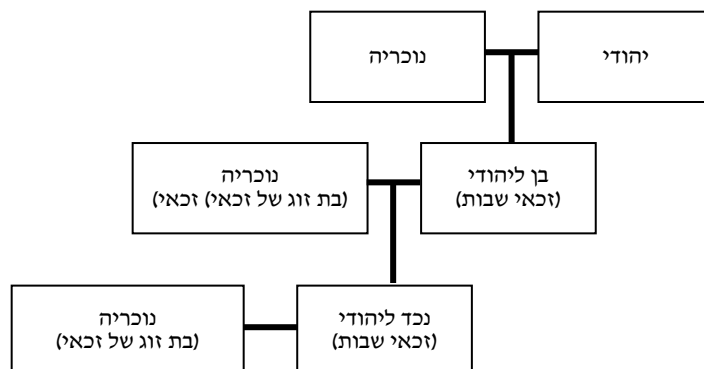 יהודי
נוכריה
בן ליהודי
(זכאי שבות)
נוכריה
(בת זוג של זכאי) זכאי)
נכד ליהודי
(זכאי שבות)
נוכריה
(בת זוג של זכאי)